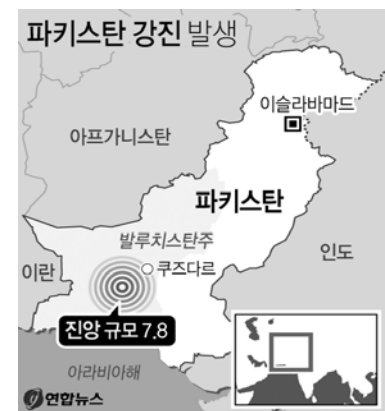 파키스탄 강진 발생
이슬라바마드
아프가니스탄
파키스탄
발루치스탄주
인도
이란
쿠즈다르
진앙 규모 7.8
아라비아해
연합뉴스